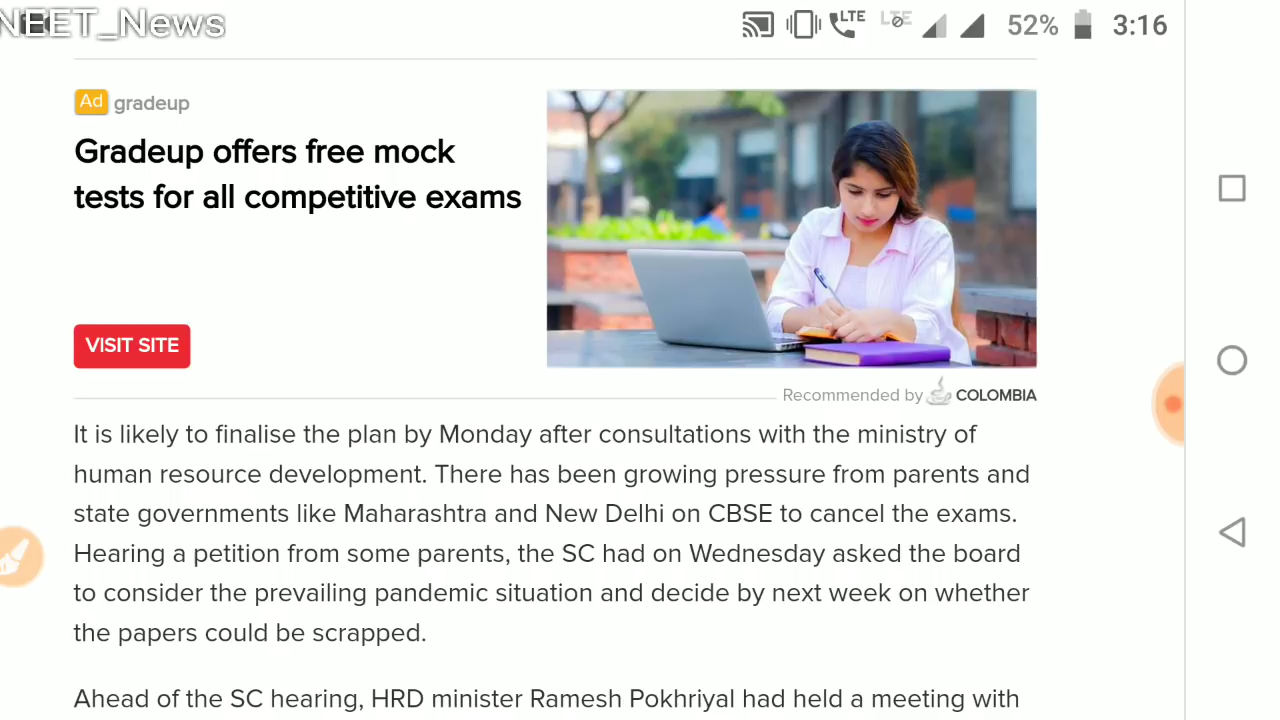 NEET_News
LTE LTE 52% 3:16
Ad gradeup
Gradeup offers free mock
tests for all competitive exams
VISIT SITE
Recommended by COLOMBIA
It is likely to finalise the plan by Monday after consultations with the ministry of
human resource development. There has been growing pressure from parents and
state governments like Maharashtra and New Delhi on CBSE to cancel the exams.
Hearing a petition from some parents, the SC had on Wednesday asked the board
to consider the prevailing pandemic situation and decide by next week on whether
the papers could be scrapped.
Ahead of the SC hearing, HRD minister Ramesh Pokhriyal had held a meeting with